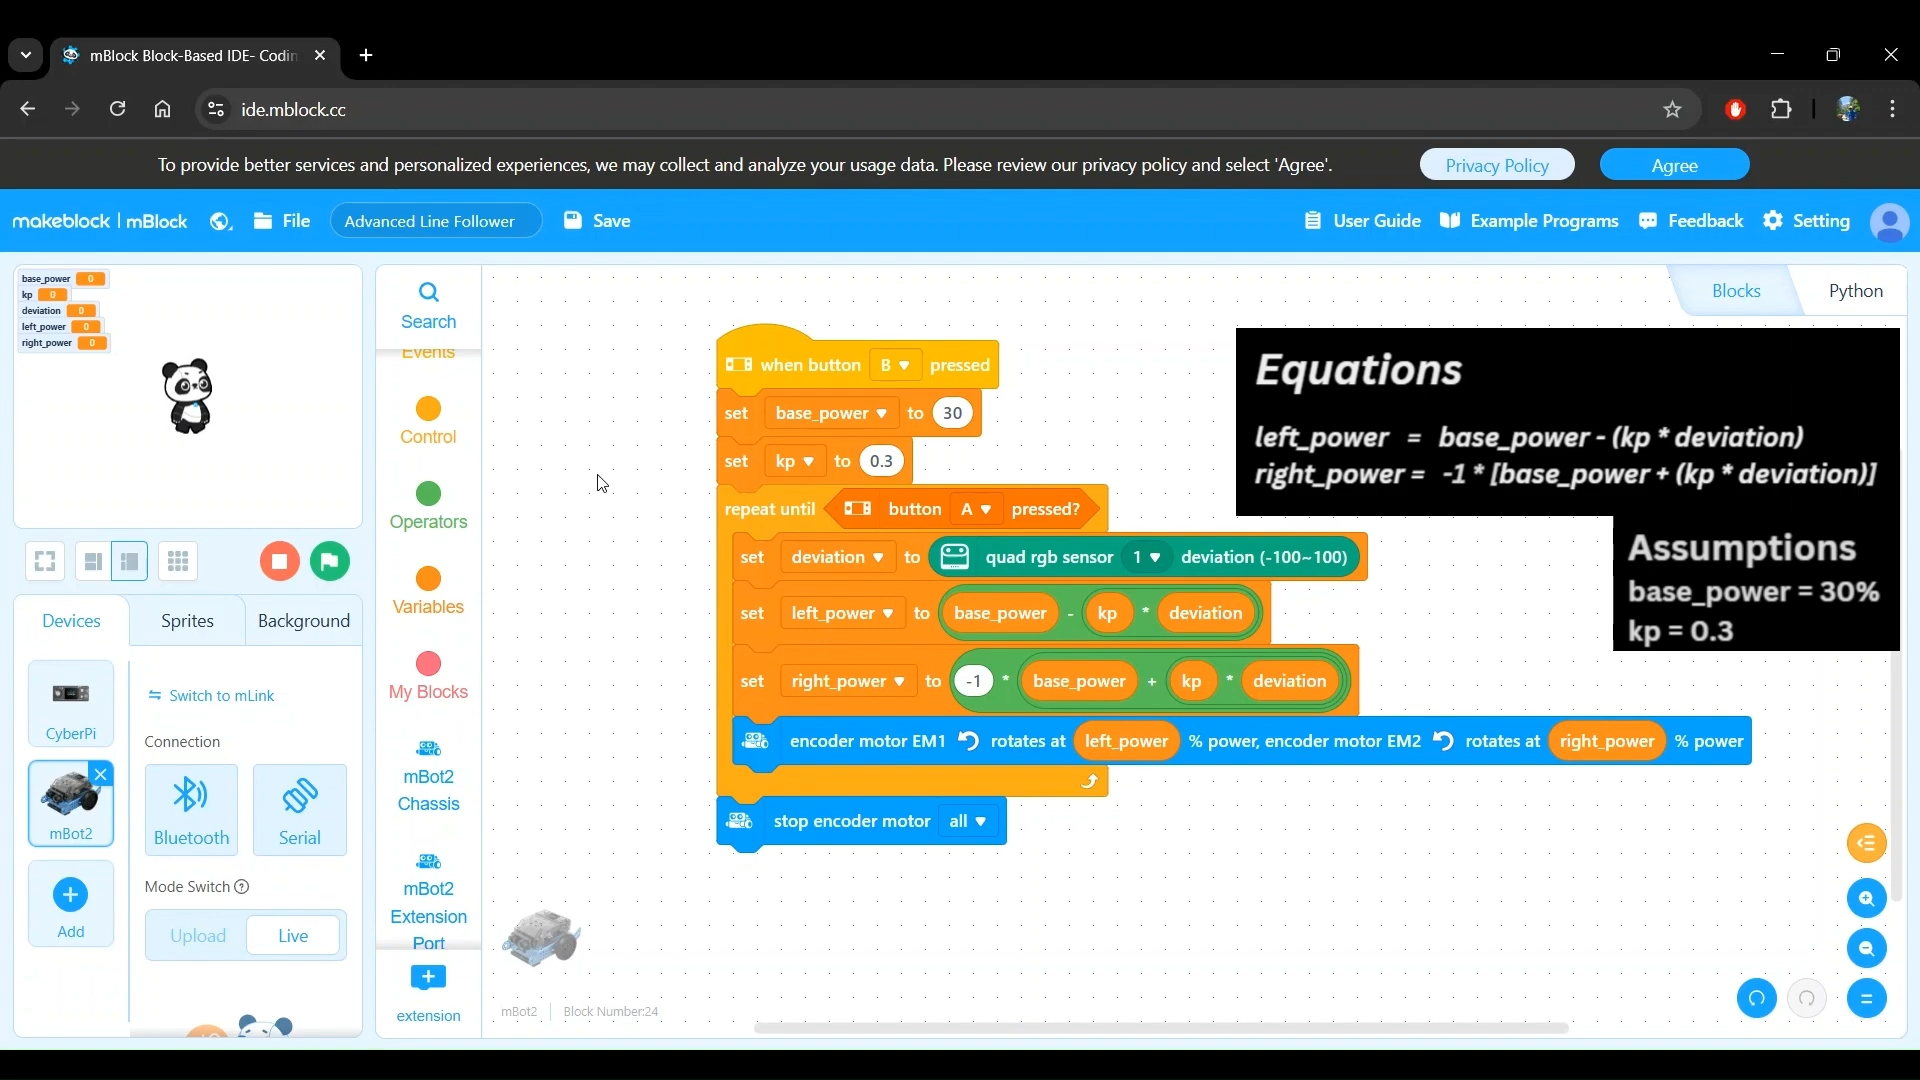 mBlock Block-Based IDE- Codin
ide.mblock.cc
To provide better services and personalized experiences, we may collect and analyze your usage data. Please review our privacy policy and select 'Agree'.
Privacy Policy
Agree
makeblock | mBlock
File
Advanced Line Follower
Save
User Guide
Example Programs
Feedback
Setting
base_power 0
kp 0
deviation 0
left_power 0
right_power 0
Devices
Sprites
Background
CyberPi
mBot2
Add
Switch to mLink
Connection
Bluetooth
Serial
Mode Switch
Upload
Live
Search
Events
Control
Operators
Variables
My Blocks
mBot2
Chassis
mBot2
Extension
Port
extension
Blocks
Python
when button B pressed
set base_power to 30
set kp to 0.3
repeat until button A pressed?
set deviation to quad rgb sensor 1 deviation (-100~100)
set left_power to base_power - kp * deviation
set right_power to -1 * base_power + kp * deviation
encoder motor EM1 rotates at left_power % power, encoder motor EM2 rotates at right_power % power
stop encoder motor all
Equations
left_power = base_power - (kp * deviation)
right_power = -1 * [base_power + (kp * deviation)]
Assumptions
base_power = 30%
kp = 0.3
mBot2
Block Number:24